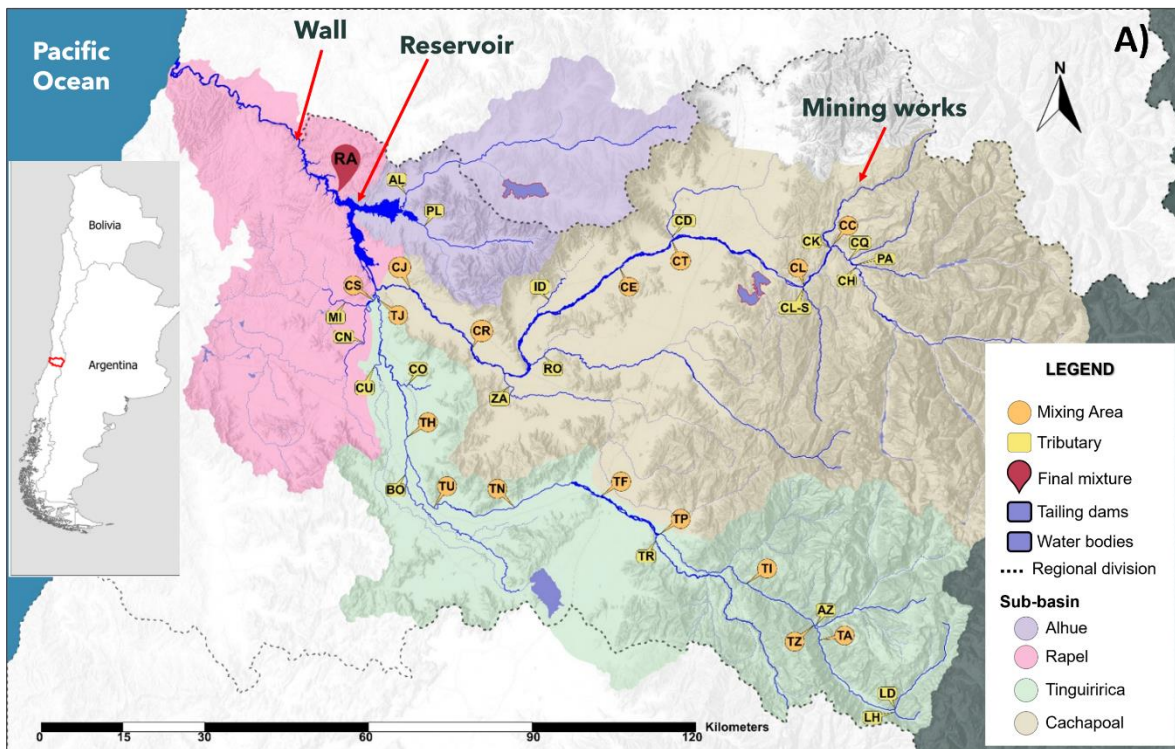 A)
Pacific
Ocean
Wall
Reservoir
Mining works
N
RA
AL
PL
CD
CC
CK
CQ
PA
CH
CT
CL
CL-S
CE
ID
CJ
CS
TJ
MI
CN
CR
RO
ZA
CU
CO
TH
BO
TU
TN
TF
TP
TR
TI
AZ
TZ
TA
LD
LH
Bolivia
Argentina
LEGEND
Mixing Area
Tributary
Final mixture
Tailing dams
Water bodies
Regional division
Sub-basin
Alhue
Rapel
Tinguiririca
Cachapoal
Kilometers
0 15 30 60 90 120